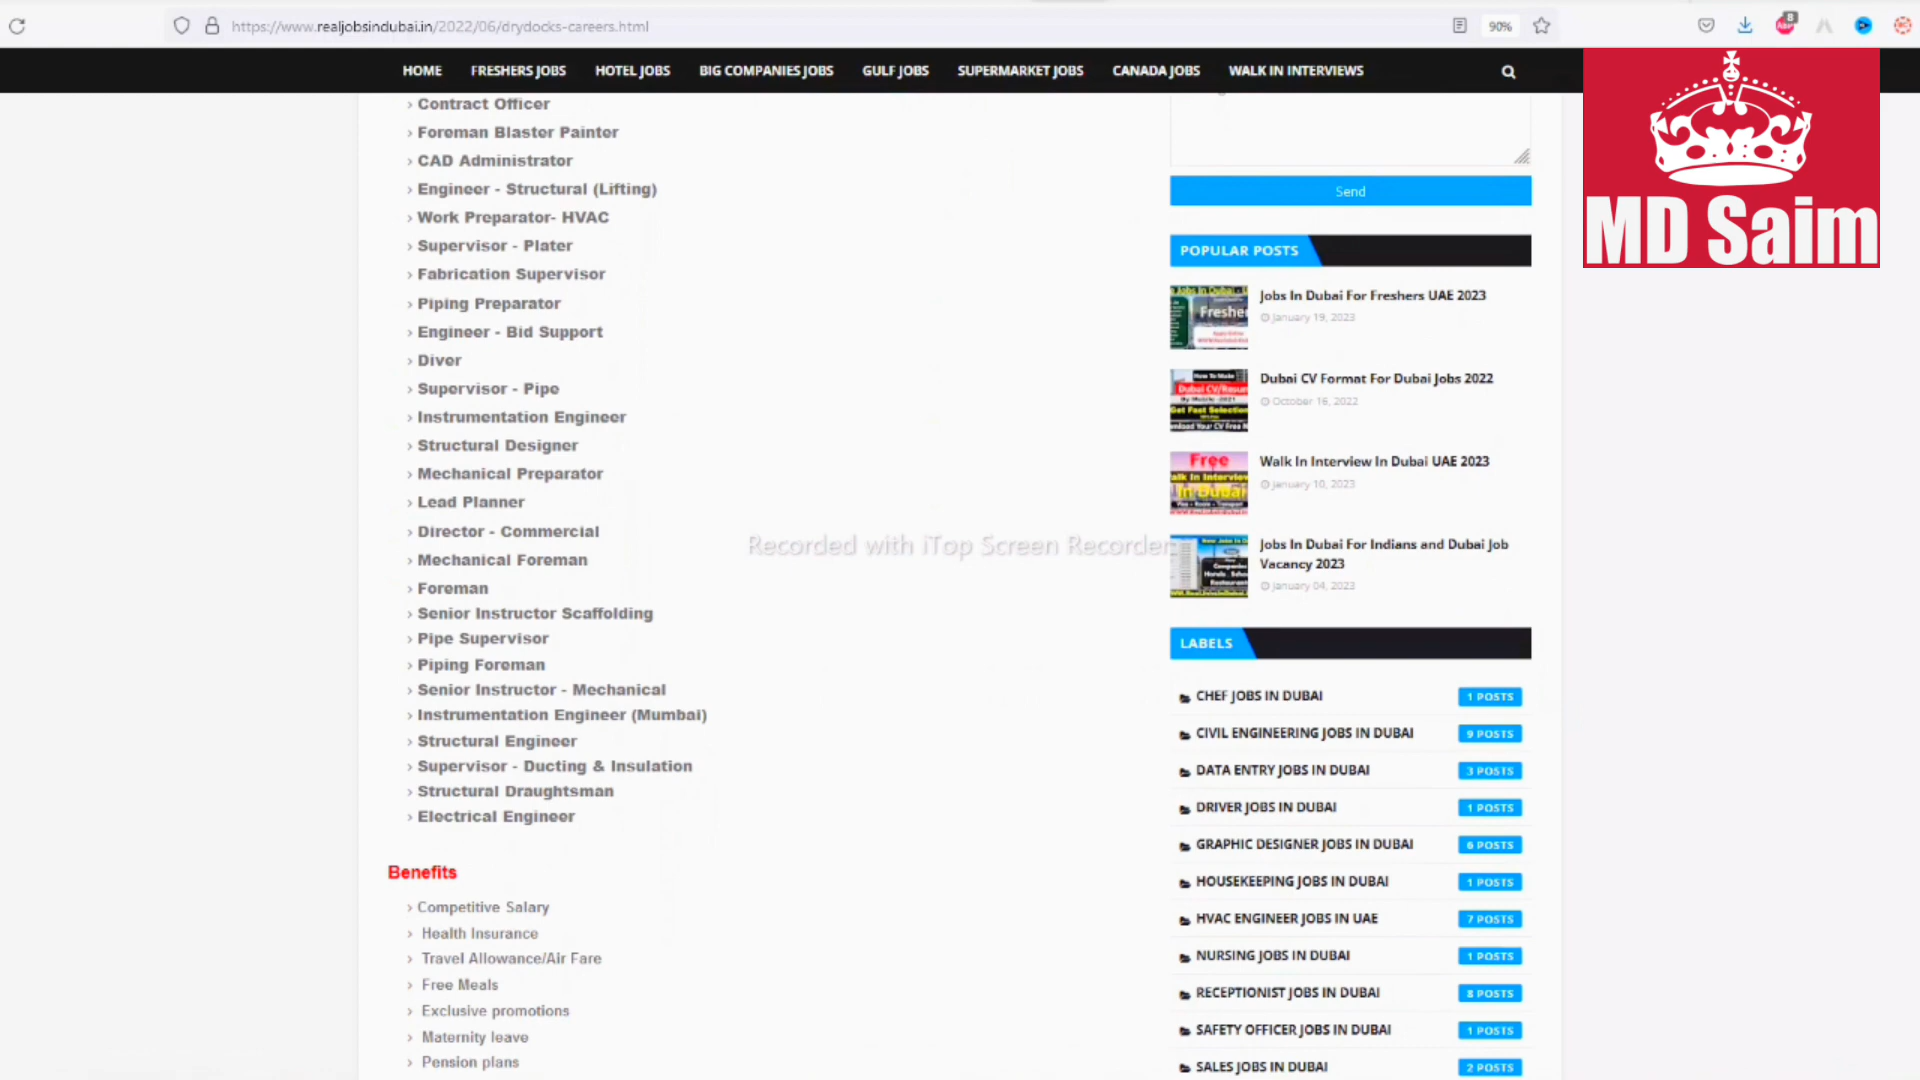 https://www.realjobsindubai.in/2022/06/drydocks-careers.html
90%
8
HOME
FRESHERS JOBS
HOTEL JOBS
BIG COMPANIES JOBS
GULF JOBS
SUPERMARKET JOBS
CANADA JOBS
WALK IN INTERVIEWS
MD Saim
Contract Officer
Foreman Blaster Painter
CAD Administrator
Engineer - Structural (Lifting)
Work Preparator- HVAC
Supervisor - Plater
Fabrication Supervisor
Piping Preparator
Engineer - Bid Support
Diver
Supervisor - Pipe
Instrumentation Engineer
Structural Designer
Mechanical Preparator
Lead Planner
Director - Commercial
Mechanical Foreman
Foreman
Senior Instructor Scaffolding
Pipe Supervisor
Piping Foreman
Senior Instructor - Mechanical
Instrumentation Engineer (Mumbai)
Structural Engineer
Supervisor - Ducting & Insulation
Structural Draughtsman
Electrical Engineer
Benefits
Competitive Salary
Health Insurance
Travel Allowance/Air Fare
Free Meals
Exclusive promotions
Maternity leave
Pension plans
Recorded with iTop Screen Recorder
Send
POPULAR POSTS
Jobs In Dubai For Freshers UAE 2023
January 19, 2023
Dubai CV Format For Dubai Jobs 2022
October 16, 2022
Walk In Interview In Dubai UAE 2023
January 10, 2023
Free
In Dubai
Jobs In Dubai For Indians and Dubai Job
Vacancy 2023
January 04, 2023
LABELS
CHEF JOBS IN DUBAI 1 POSTS
CIVIL ENGINEERING JOBS IN DUBAI 9 POSTS
DATA ENTRY JOBS IN DUBAI 3 POSTS
DRIVER JOBS IN DUBAI 1 POSTS
GRAPHIC DESIGNER JOBS IN DUBAI 6 POSTS
HOUSEKEEPING JOBS IN DUBAI 1 POSTS
HVAC ENGINEER JOBS IN UAE 7 POSTS
NURSING JOBS IN DUBAI 1 POSTS
RECEPTIONIST JOBS IN DUBAI 8 POSTS
SAFETY OFFICER JOBS IN DUBAI 1 POSTS
SALES JOBS IN DUBAI 2 POSTS